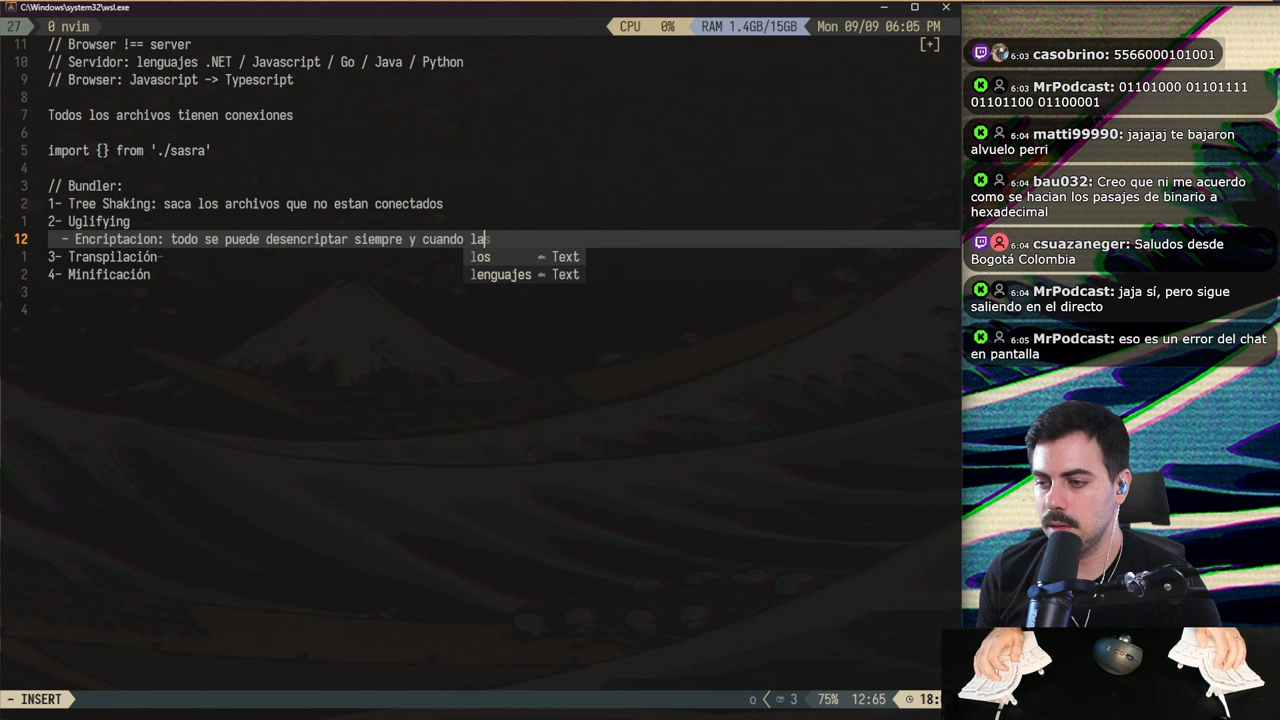 C:\Windows\system32\wsl.exe
27 0 nvim CPU 0% RAM 1.4GB/15GB Mon 09/09 06:05 PM
11 // Browser !== server [+]
10 // Servidor: lenguajes .NET / Javascript / Go / Java / Python
9 // Browser: Javascript -> Typescript
8
7 Todos los archivos tienen conexiones
6
5 import {} from './sasra'
4
3 // Bundler:
2 1- Tree Shaking: saca los archivos que no estan conectados
1 2- Uglifying
12 - Encriptacion: todo se puede desencriptar siempre y cuando las
1 3- Transpilación
los Text
2 4- Minificación
lenguajes Text
3
4
- INSERT 3 75% 12:65 18:
6:03 casobrino: 5566000101001
6:03 MrPodcast: 01101000 01101111
01101100 01100001
6:04 matti99990: jajajaj te bajaron
alvuelo perri
6:04 bau032: Creo que ni me acuerdo
como se hacian los pasajes de binario a
hexadecimal
6:04 csuazaneger: Saludos desde
Bogotá Colombia
6:04 MrPodcast: jaja sí, pero sigue
saliendo en el directo
6:05 MrPodcast: eso es un error del chat
en pantalla